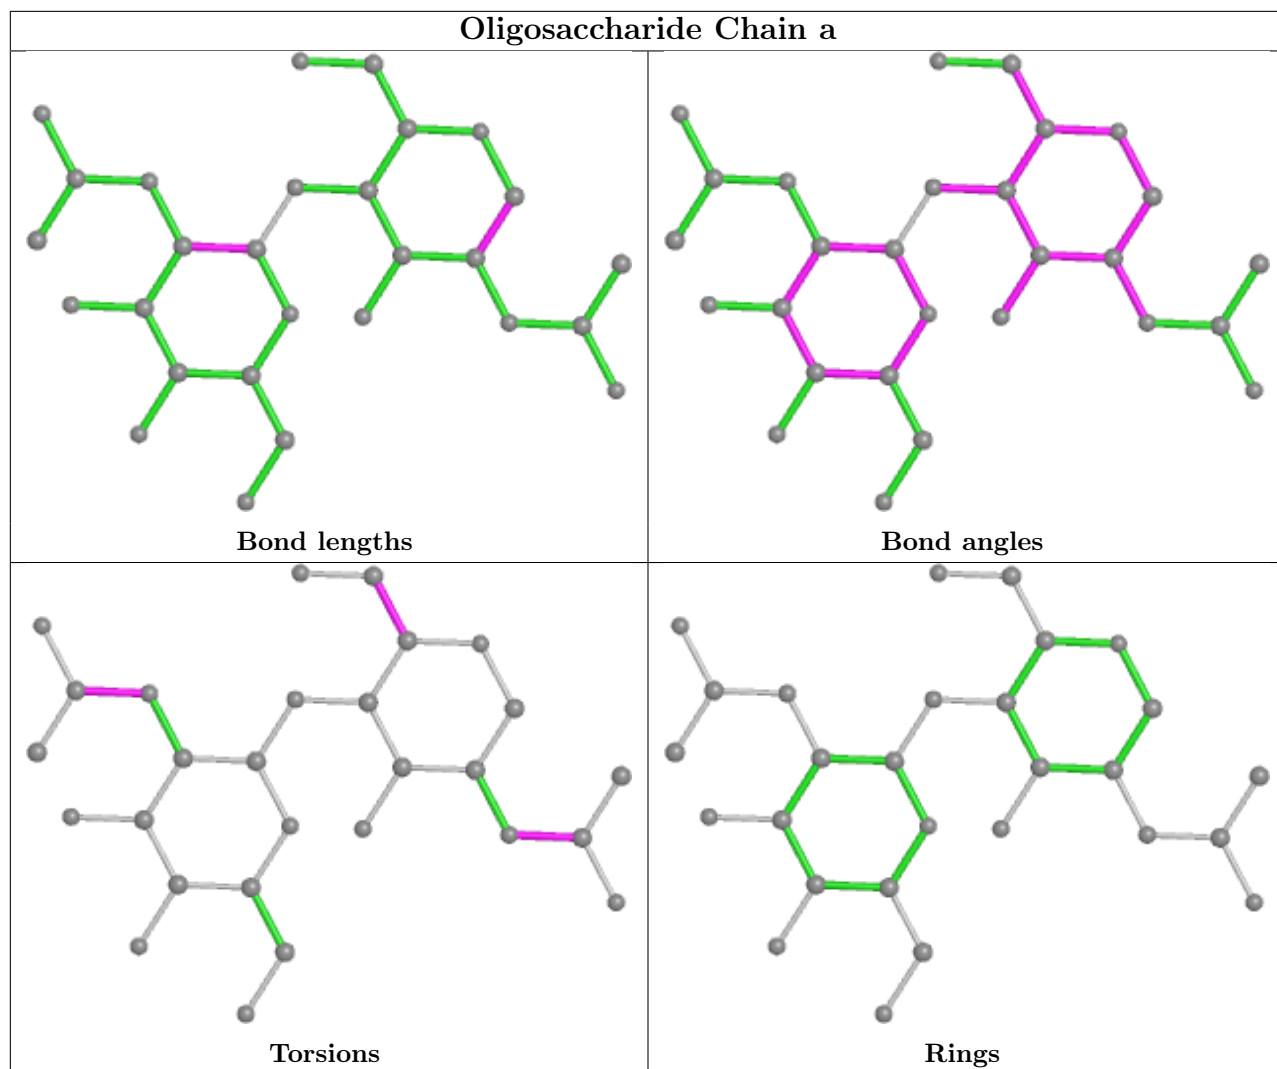 Oligosaccharide Chain a
Bond lengths
Bond angles
Torsions
Rings